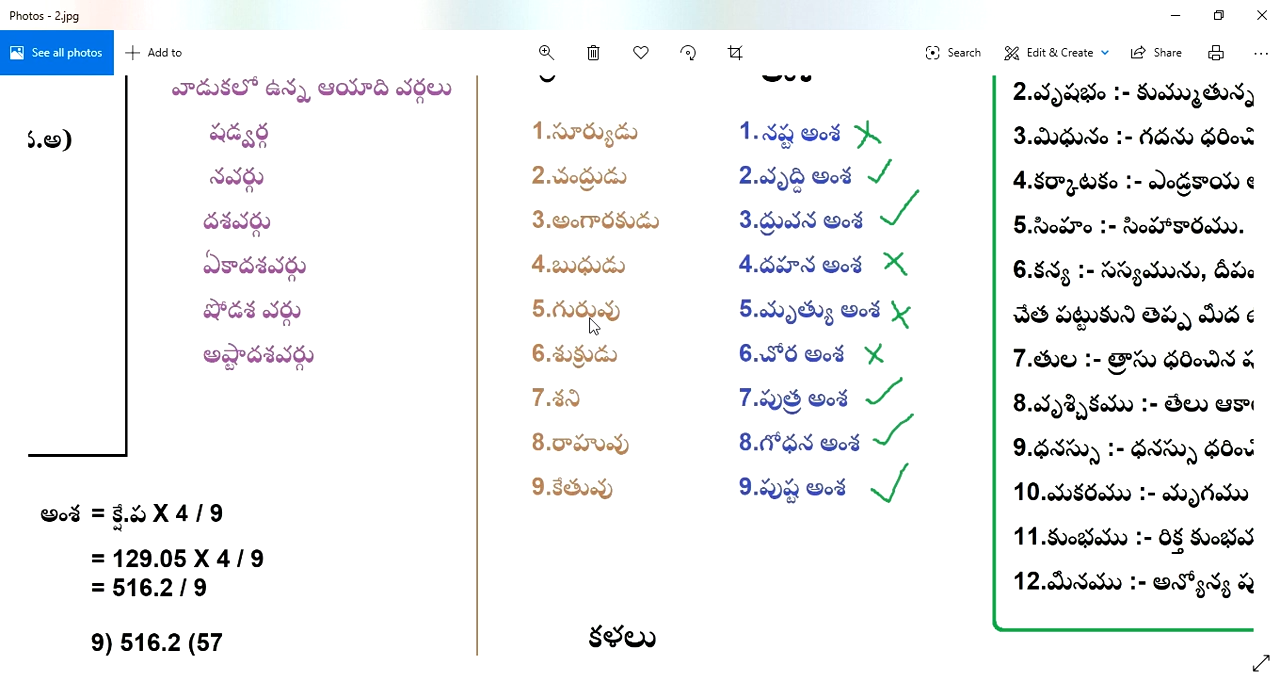 Photos - 2.jpg
See all photos
Add to
Search
Edit & Create
Share
డ.అ)
వాడుకలో ఉన్న ఆయాది వర్గలు
షడ్వర్గ
నవర్గు
దశవర్గు
ఏకాదశవర్గు
షోడశ వర్గు
అష్టాదశవర్గు
అంశ = క్షే.ప X 4 / 9
= 129.05 X 4 / 9
= 516.2 / 9
9) 516.2 (57
1.సూర్యుడు
2.చంద్రుడు
3.అంగారకుడు
4.బుధుడు
5.గురువు
6.శుక్రుడు
7.శని
8.రాహువు
9.కేతువు
1.నష్ట అంశ
2.వృద్ది అంశ
3.ద్రువన అంశ
4.దహన అంశ
5.మృత్యు అంశ
6.చోర అంశ
7.పుత్ర అంశ
8.గోధన అంశ
9.పుష్ట అంశ
కళలు
2.వృషభం :- కుమ్ముతున్న
3.మిధునం :- గదను ధరించి
4.కర్కాటకం :- ఎండ్రకాయ
5.సింహం :- సింహాకారము.
6.కన్య :- సస్యమును, దీపం
చేత పట్టుకుని తెప్ప మీద
7.తుల :- త్రాసు ధరించిన
8.వృశ్చికము :- తేలు ఆకా
9.ధనస్సు :- ధనస్సు ధరించి
10.మకరము :- మృగము
11.కుంభము :- రిక్త కుంభవ
12.మీనము :- అన్యోన్య పు